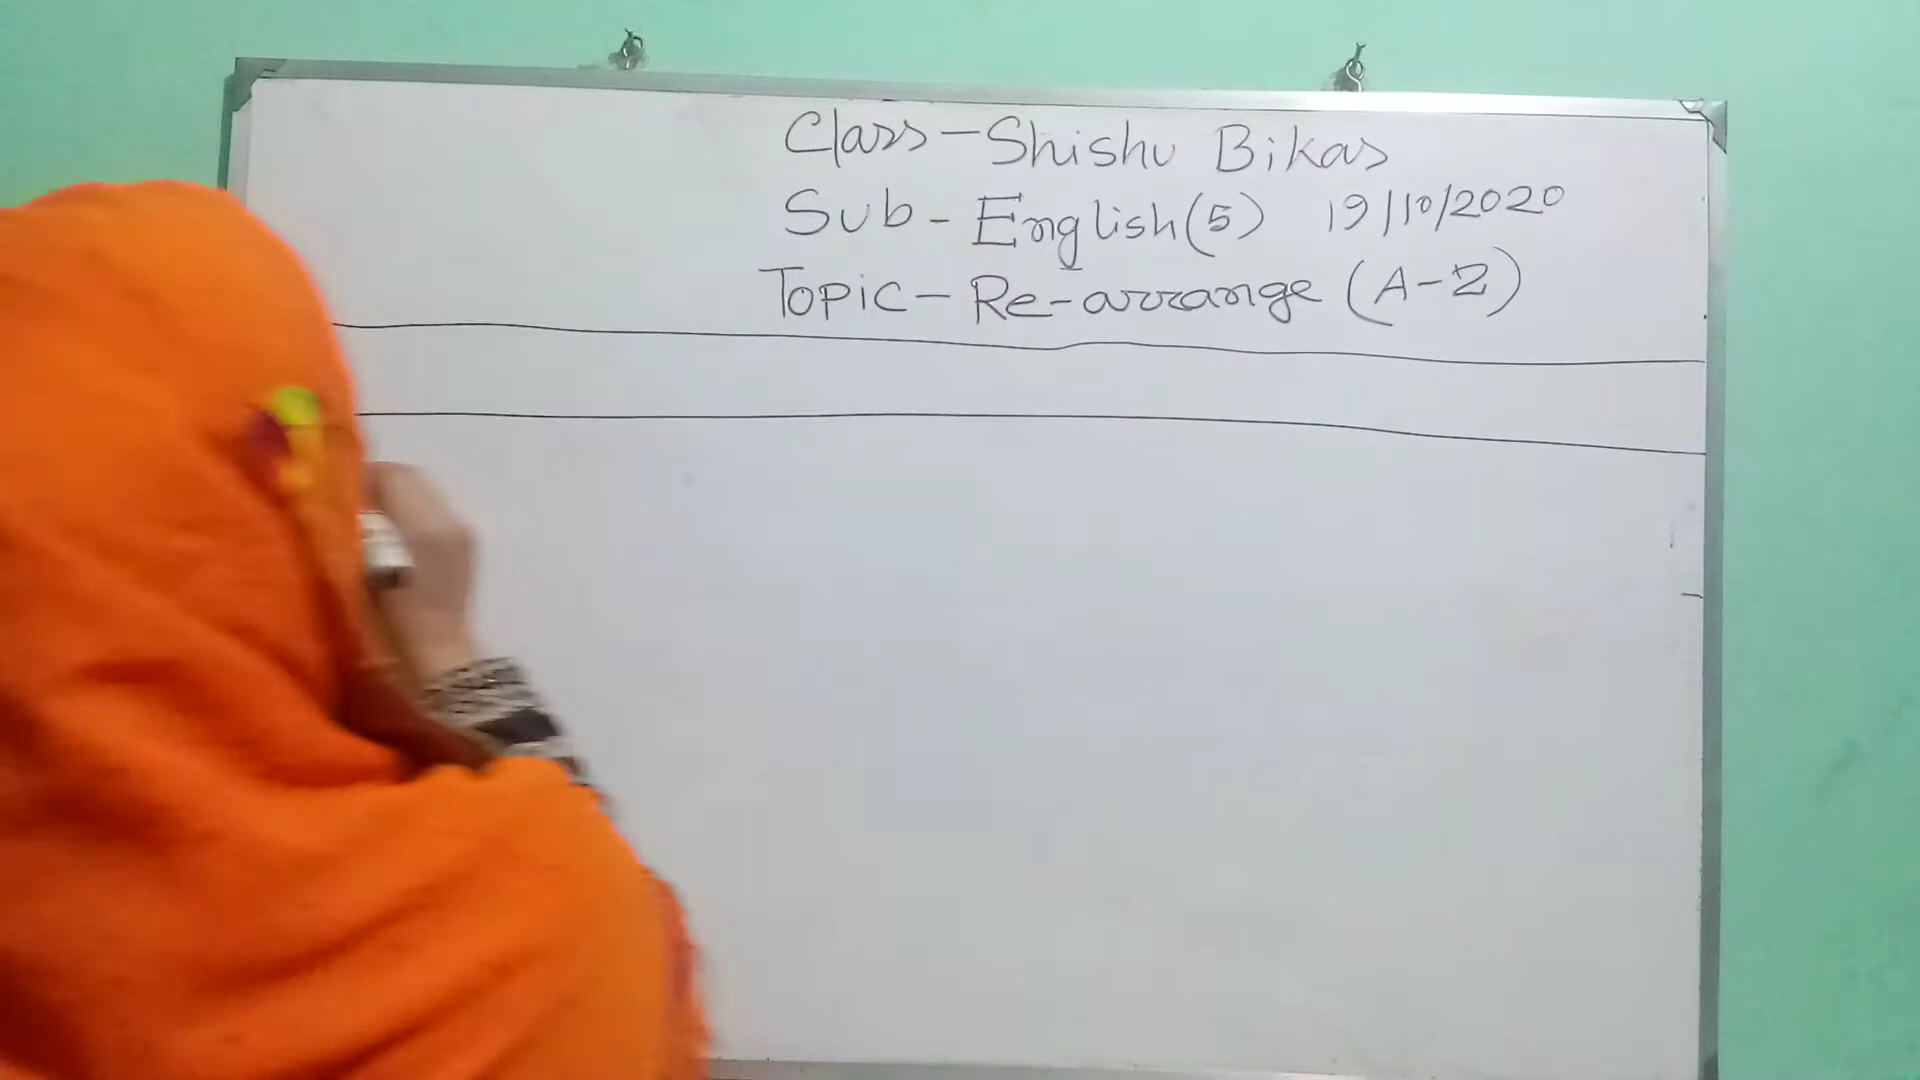 Class-Shishu Bikas
Sub-English(5) 19/10/2020
Topic-Re-arrange (A-Z)